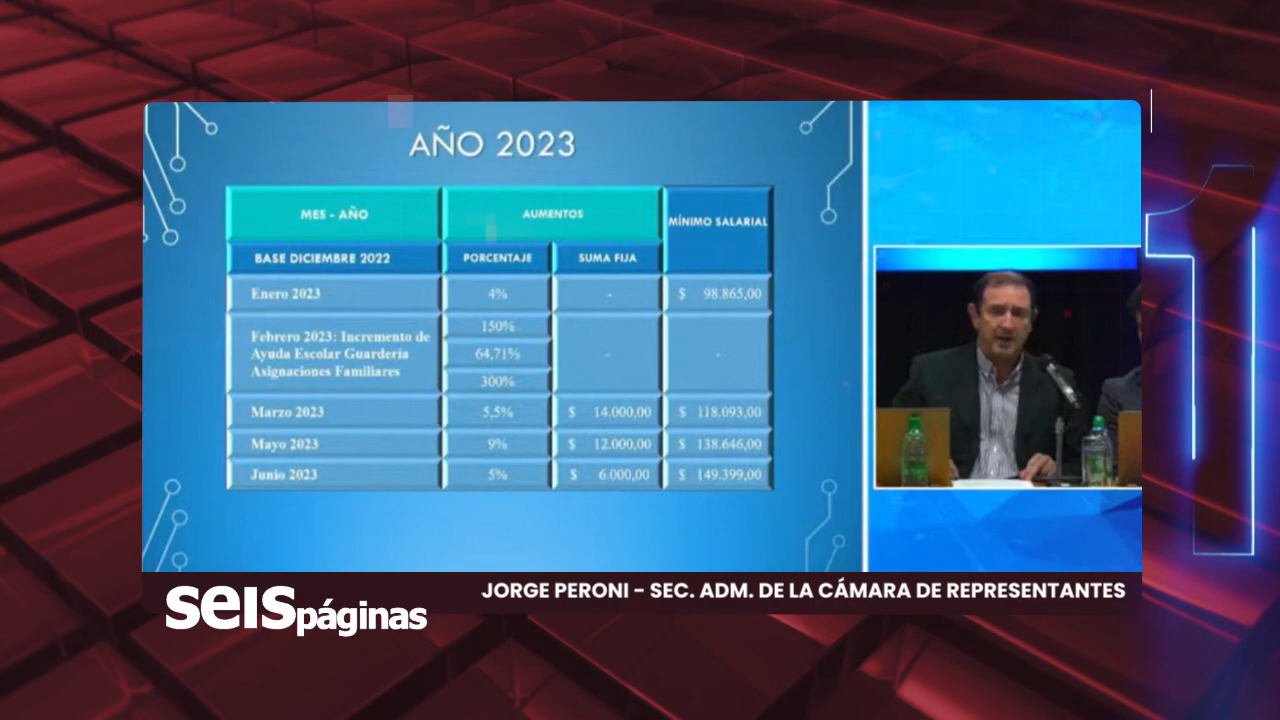 AÑO 2023
MES - AÑO
AUMENTOS
MÍNIMO SALARIAL
BASE DICIEMBRE 2022
PORCENTAJE
SUMA FIJA
Enero 2023
4%
-
$ 98.865,00
Febrero 2023: Incremento de
Ayuda Escolar Guardería
Asignaciones Familiares
150%
64,71%
300%
-
-
Marzo 2023
5,5%
$ 14.000,00
$ 118.093,00
Mayo 2023
9%
$ 12.000,00
$ 138.646,00
Junio 2023
5%
$ 6.000,00
$ 149.399,00
seis páginas
JORGE PERONI - SEC. ADM. DE LA CÁMARA DE REPRESENTANTES